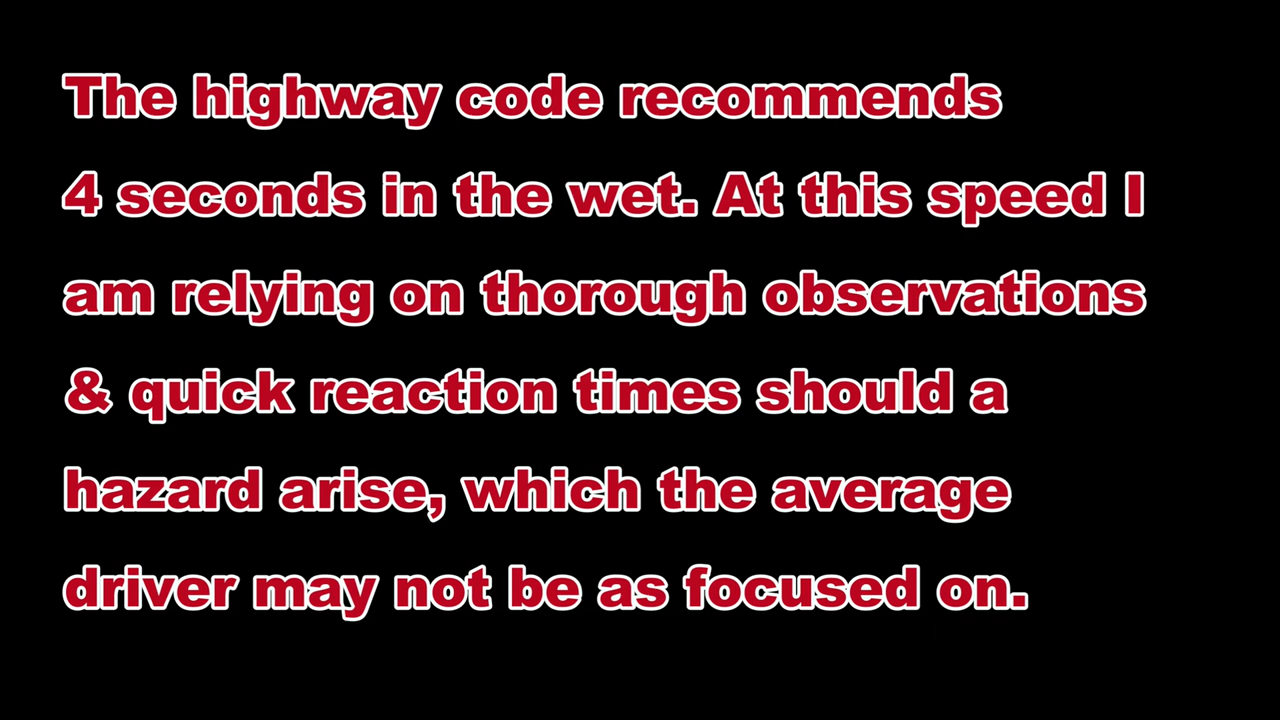 The highway code recommends
4 seconds in the wet. At this speed I
am relying on thorough observations
& quick reaction times should a
hazard arise, which the average
driver may not be as focused on.